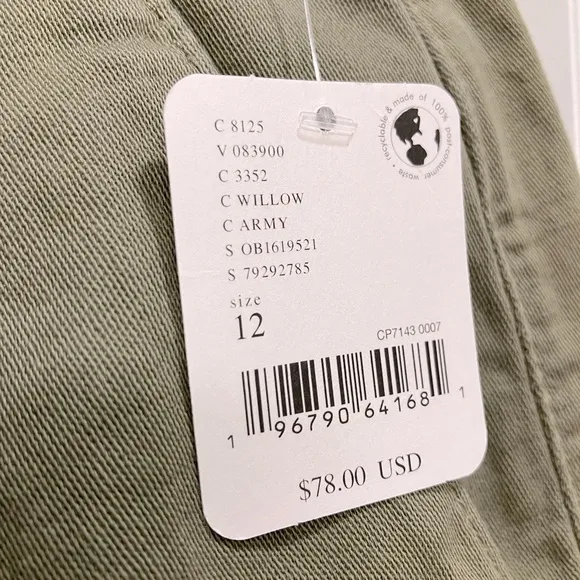 recyclable & made of 100% post-consumer waste •
C 8125
V 083900
C 3352
C WILLOW
C ARMY
S OB1619521
S 79292785
size
12
CP7143 0007
1 96790 64168 1
$78.00 USD